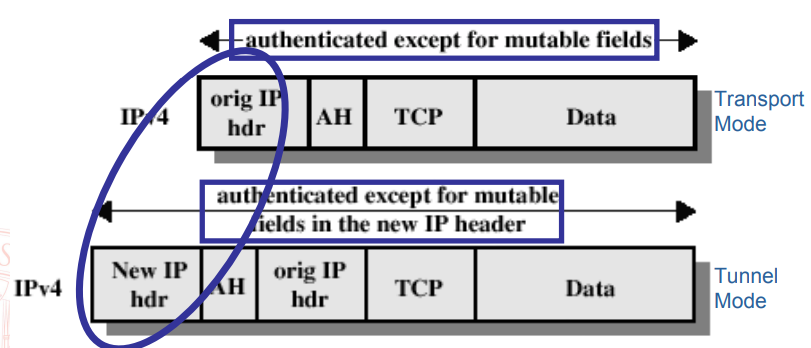 authenticated except for mutable fields
IPv4
orig IP
hdr
AH
TCP
Data
Transport
Mode
authenticated except for mutable
fields in the new IP header
IPv4
New IP
hdr
AH
orig IP
hdr
TCP
Data
Tunnel
Mode